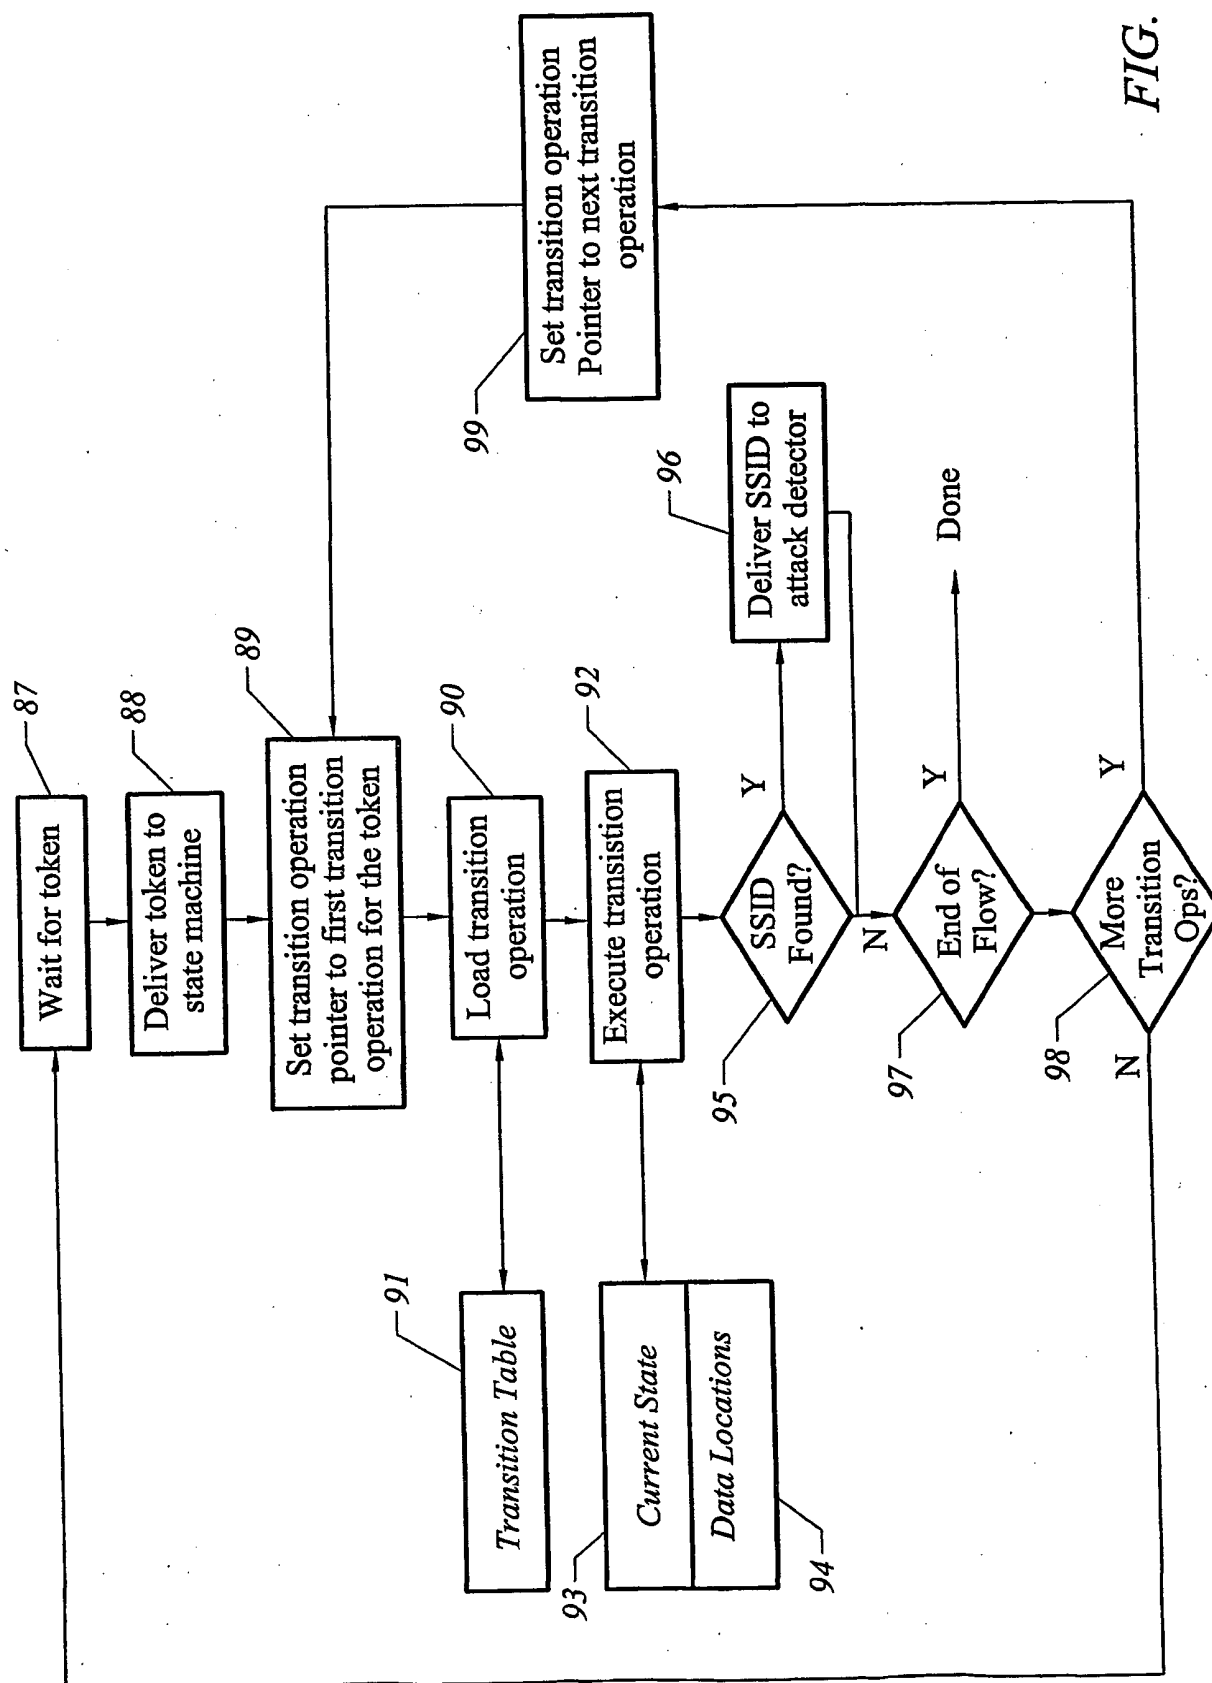 87
Wait for token
88
Deliver token to
state machine
89
Set transition operation
pointer to first transition
operation for the token
90
Load transition
operation
91
Transition Table
92
Execute transistion
operation
93
Current State
Data Locations
94
95
SSID
Found?
Y
N
96
Deliver SSID to
attack detector
97
End of
Flow?
Y
Done
98
More
Transition
Ops?
Y
N
99
Set transition operation
Pointer to next transition
operation
FIG.